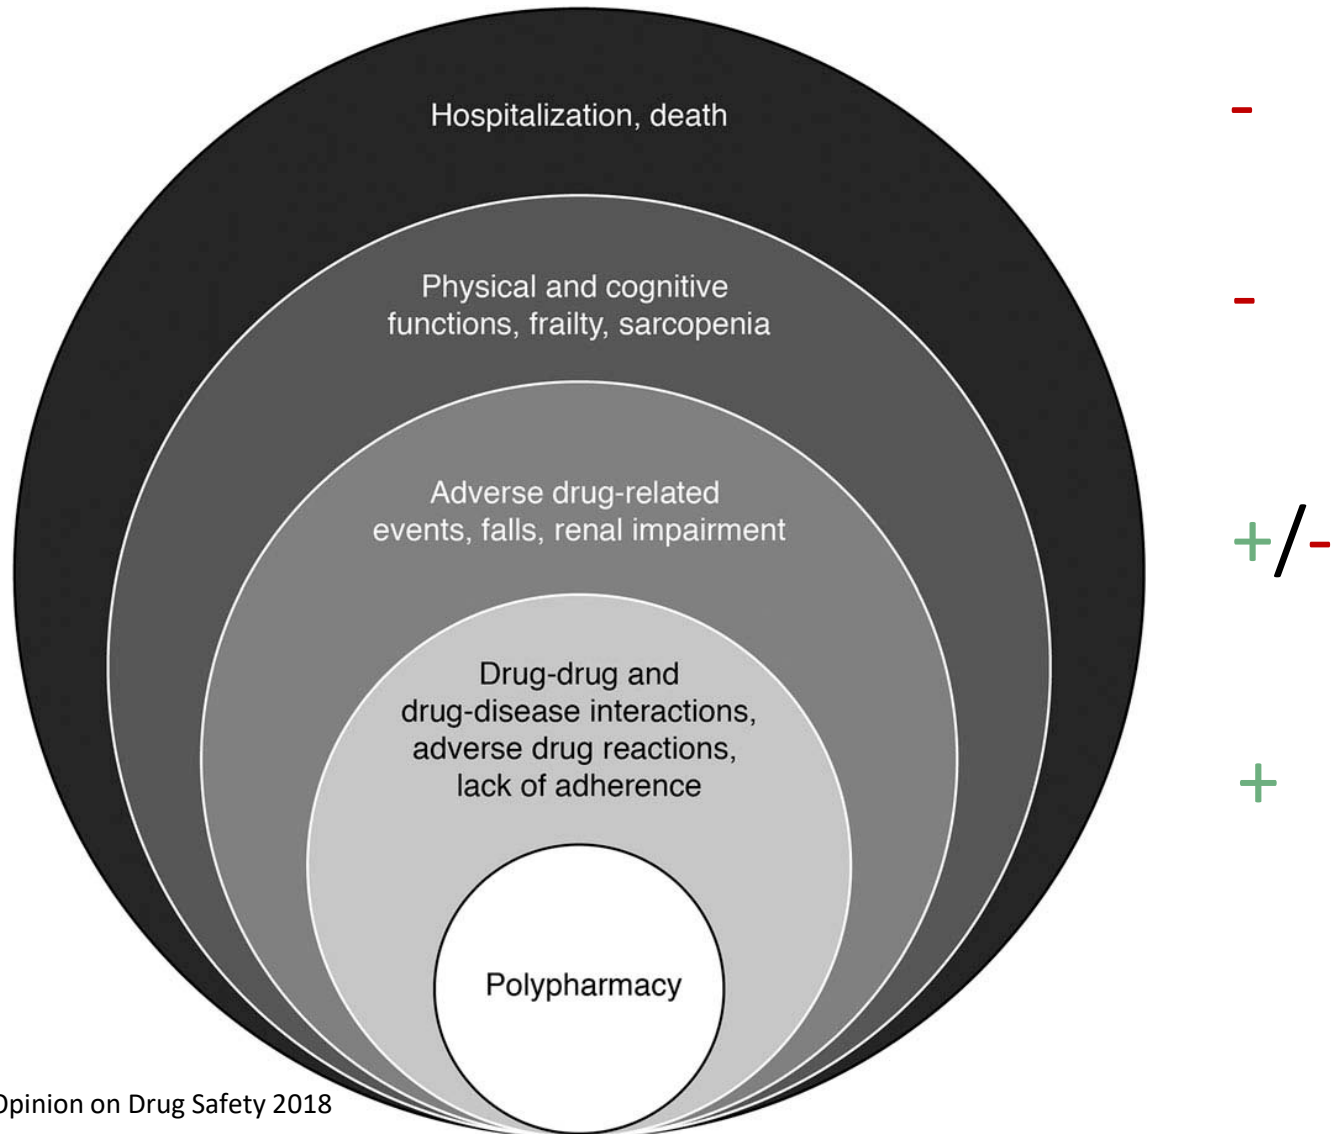 Hospitalization, death
-
Physical and cognitive
functions, frailty, sarcopenia
-
Adverse drug-related
events, falls, renal impairment
+/-
Drug-drug and
drug-disease interactions,
adverse drug reactions,
lack of adherence
+
Polypharmacy
Opinion on Drug Safety 2018